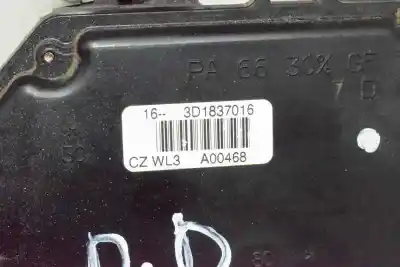 PA 66 30% GF
D
16-- 3D1837016
CZ WL3 A00468
D.D